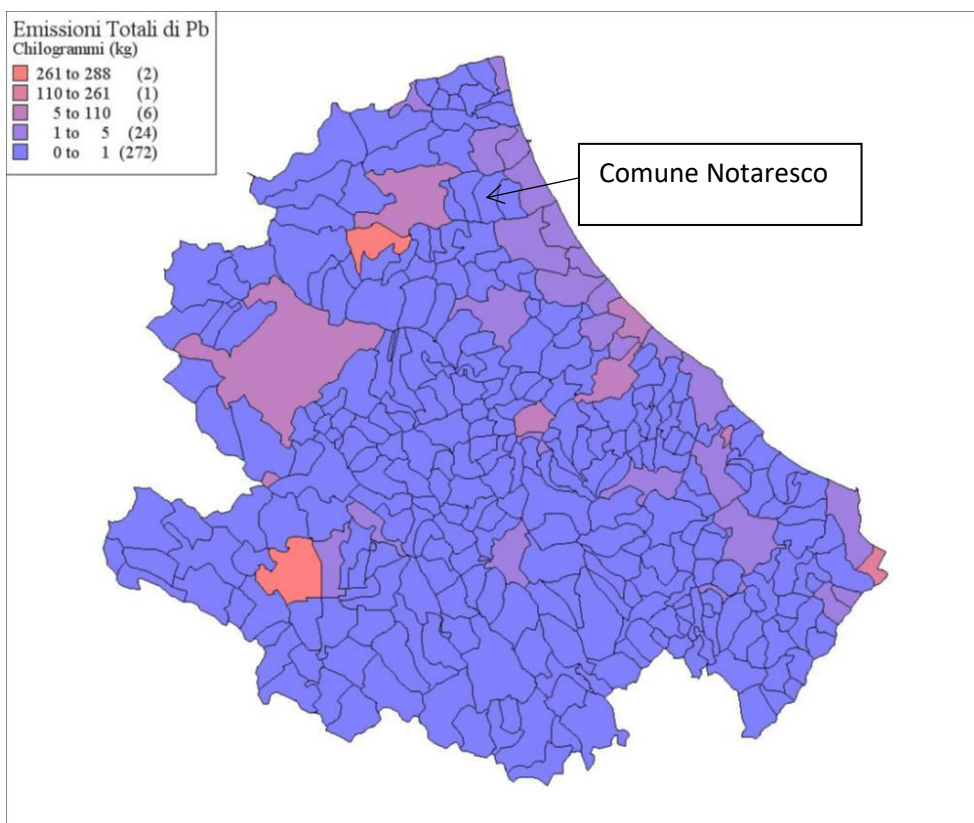 Emissioni Totali di Pb
Chilogrammi (kg)
261 to 288 (2)
110 to 261 (1)
5 to 110 (6)
1 to 5 (24)
0 to 1 (272)
Comune Notaresco